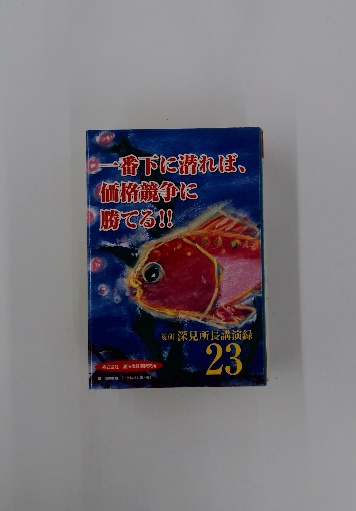 一番下に潜れば、
価格競争に
勝てる!!
深見所長講演録
23